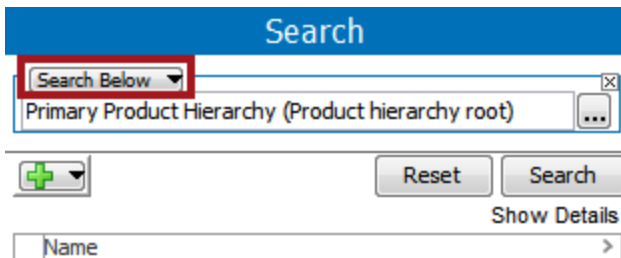 Search
Search Below
Primary Product Hierarchy (Product hierarchy root)
...
Reset Search
Show Details
Name >